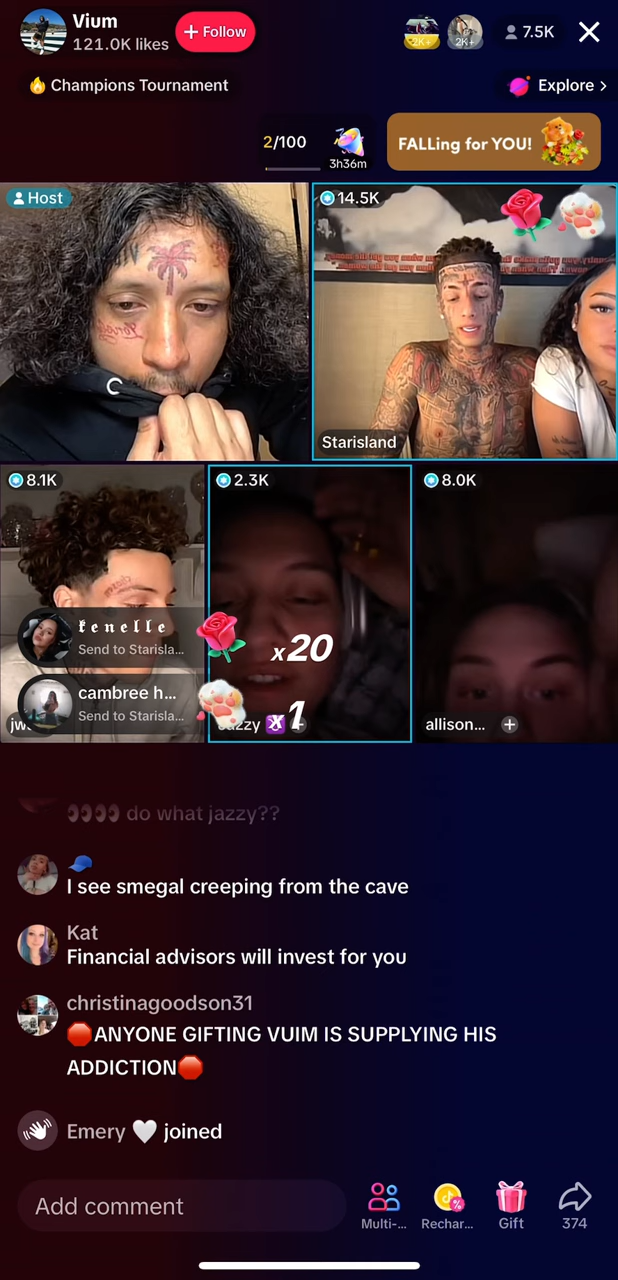 Vium
121.0K likes
+ Follow
2K+
2K+
7.5K
Champions Tournament
Explore >
2/100
3h36m
FALLing for YOU!
Host
14.5K
Starisland
8.1K
2.3K
8.0K
𝖐𝖊𝖓𝖊𝖑𝖑𝖊
Send to Starisla...
x20
cambree h...
Send to Starisla...
x1
allison...
do what jazzy??
I see smegal creeping from the cave
Kat
Financial advisors will invest for you
christinagoodson31
ANYONE GIFTING VUIM IS SUPPLYING HIS
ADDICTION
Emery 🤍 joined
Add comment
Multi-...
Rechar...
Gift
374